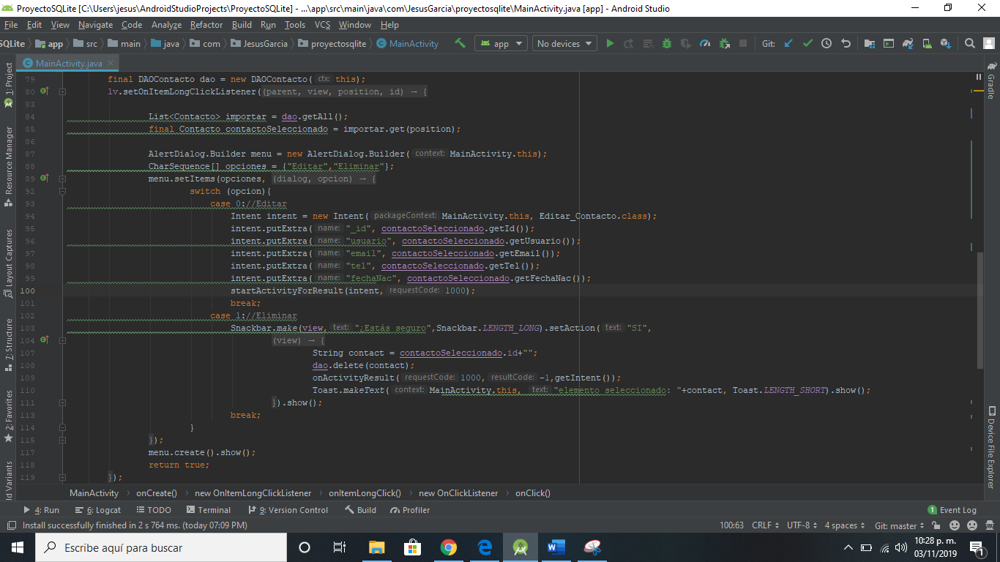 ProyectoSQLite [C:\Users\jesus\AndroidStudioProjects\ProyectoSQLite] - ...\app\src\main\java\com\JesusGarcia\proyectosqlite\MainActivity.java [app] - Android Studio
File Edit View Navigate Code Analyze Refactor Build Run Tools VCS Window Help
SQLite app src main java com JesusGarcia proyectosqlite MainActivity app No devices Git:
MainActivity.java
1: Project
Resource Manager
Layout Captures
7: Structure
2: Favorites
ld Variants
79 final DAOContacto dao = new DAOContacto( ctx: this);
80 lv.setOnItemLongClickListener((parent, view, position, id) → {
83
84 List<Contacto> importar = dao.getAll();
85 final Contacto contactoSeleccionado = importar.get(position);
86
87 AlertDialog.Builder menu = new AlertDialog.Builder( context: MainActivity.this);
88 CharSequence[] opciones = {"Editar","Eliminar"};
89 menu.setItems(opciones, (dialog, opcion) → {
92 switch (opcion){
93 case 0://Editar
94 Intent intent = new Intent( packageContext: MainActivity.this, Editar_Contacto.class);
95 intent.putExtra( name: "_id", contactoSeleccionado.getId());
96 intent.putExtra( name: "usuario", contactoSeleccionado.getUsuario());
97 intent.putExtra( name: "email", contactoSeleccionado.getEmail());
98 intent.putExtra( name: "tel", contactoSeleccionado.getTel());
99 intent.putExtra( name: "fechaNac", contactoSeleccionado.getFechaNac());
100 startActivityForResult(intent, requestCode: 1000);
101 break;
102 case 1://Eliminar
103 Snackbar.make(view, text: "¿Estás seguro",Snackbar.LENGTH_LONG).setAction( text: "SI",
104 (view) → {
107 String contact = contactoSeleccionado.id+"";
108 dao.delete(contact);
109 onActivityResult( requestCode: 1000, resultCode: -1,getIntent());
110 Toast.makeText( context: MainActivity.this, text: "elemento seleccionado: "+contact, Toast.LENGTH_SHORT).show();
111 }).show();
113 break;
114 }
115 });
117 menu.create().show();
118 return true;
119 });
Gradle
Device File Explorer
MainActivity onCreate() new OnItemLongClickListener onItemLongClick() new OnClickListener onClick()
4: Run 6: Logcat TODO Terminal 9: Version Control Build Profiler 1 Event Log
Install successfully finished in 2 s 764 ms. (today 07:09 PM) 100:63 CRLF UTF-8 4 spaces Git: master
Escribe aquí para buscar
10:28 p. m.
03/11/2019
1